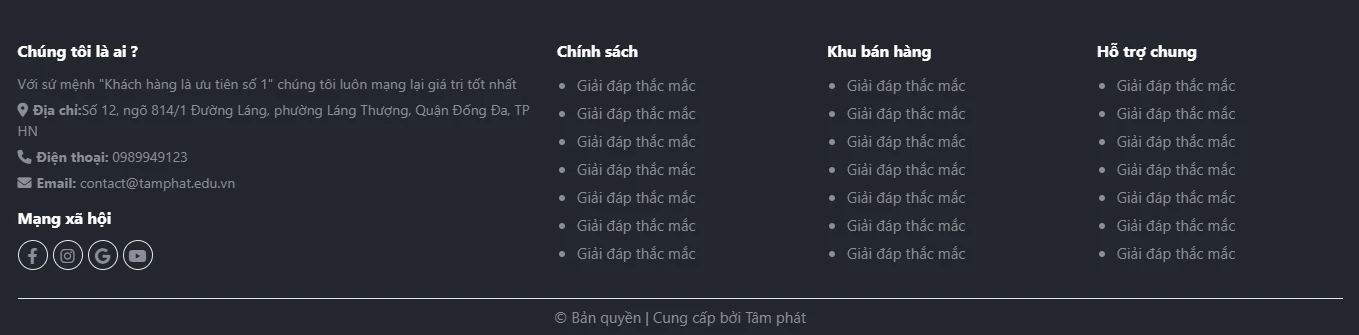 Chúng tôi là ai ?
Với sứ mệnh "Khách hàng là ưu tiên số 1" chúng tôi luôn mạng lại giá trị tốt nhất
Địa chỉ:Số 12, ngõ 814/1 Đường Láng, phường Láng Thượng, Quận Đống Đa, TP
HN
Điện thoại: 0989949123
Email: contact@tamphat.edu.vn
Mạng xã hội
Chính sách
Giải đáp thắc mắc
Giải đáp thắc mắc
Giải đáp thắc mắc
Giải đáp thắc mắc
Giải đáp thắc mắc
Giải đáp thắc mắc
Giải đáp thắc mắc
Khu bán hàng
Giải đáp thắc mắc
Giải đáp thắc mắc
Giải đáp thắc mắc
Giải đáp thắc mắc
Giải đáp thắc mắc
Giải đáp thắc mắc
Giải đáp thắc mắc
Hỗ trợ chung
Giải đáp thắc mắc
Giải đáp thắc mắc
Giải đáp thắc mắc
Giải đáp thắc mắc
Giải đáp thắc mắc
Giải đáp thắc mắc
Giải đáp thắc mắc
© Bản quyền | Cung cấp bởi Tâm phát